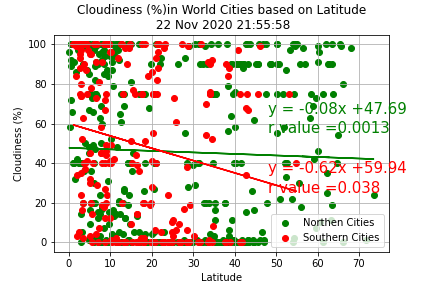 Cloudiness (%)in World Cities based on Latitude
22 Nov 2020 21:55:58
100
80
60
40
20
0
Cloudiness (%)
y = -0.08x +47.69
r value =0.0013
y = -0.62x +59.94
r value =0.038
Northen Cities
Southern Cities
0 10 20 30 40 50 60 70
Latitude